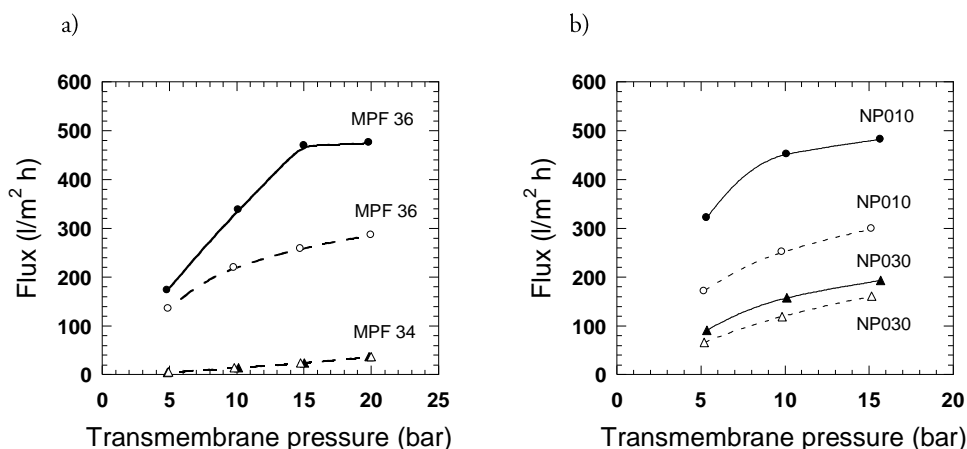 a)
600
500
400
300
200
100
0
Flux (l/m² h)
MPF 36
MPF 36
MPF 34
0 5 10 15 20 25
Transmembrane pressure (bar)
b)
600
500
400
300
200
100
0
Flux (l/m² h)
NP010
NP010
NP030
NP030
0 5 10 15 20
Transmembrane pressure (bar)